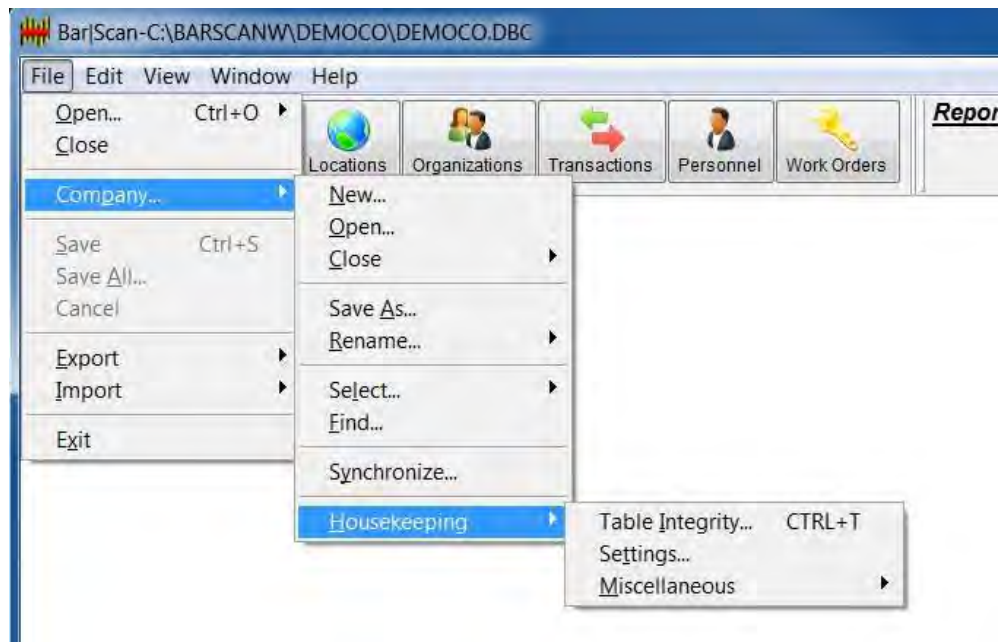 Bar|Scan-C:\BARSCANW\DEMOCO\DEMOCO.DBC
File Edit View Window Help
Open... Ctrl+O
Close
Company...
Save Ctrl+S
Save All...
Cancel
Export
Import
Exit
Locations Organizations Transactions Personnel Work Orders
Repor
New...
Open...
Close
Save As...
Rename...
Select...
Find...
Synchronize...
Housekeeping
Table Integrity... CTRL+T
Settings...
Miscellaneous